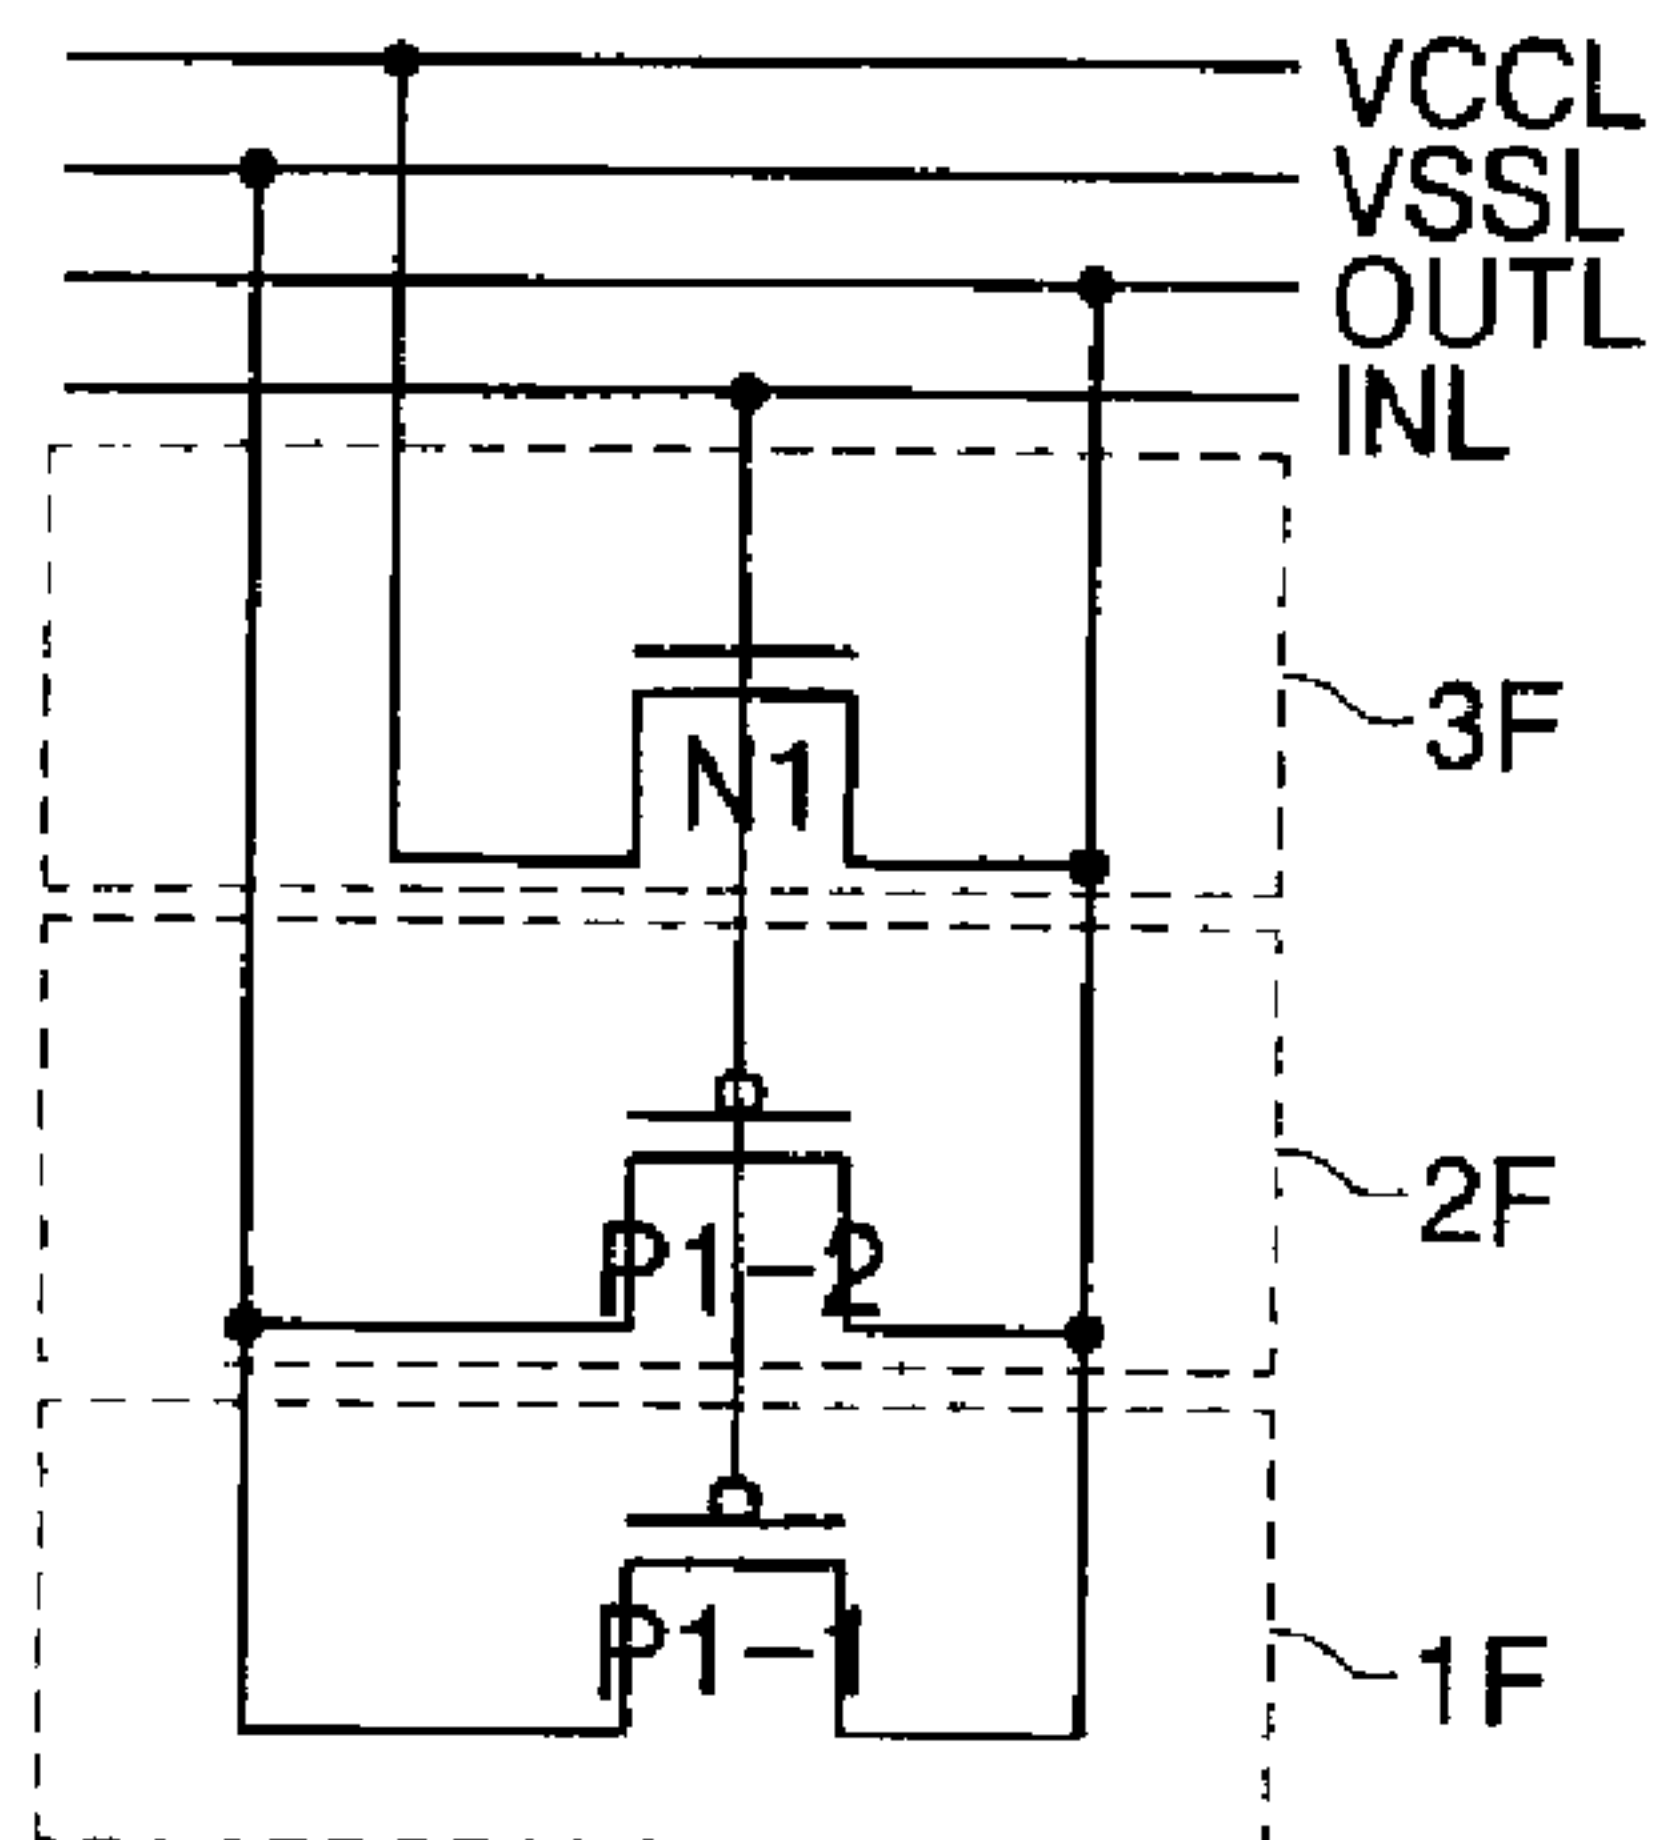 VCCL
VSSL
OUTL
INL
3F
N1
2F
P1-2
1F
P1-1